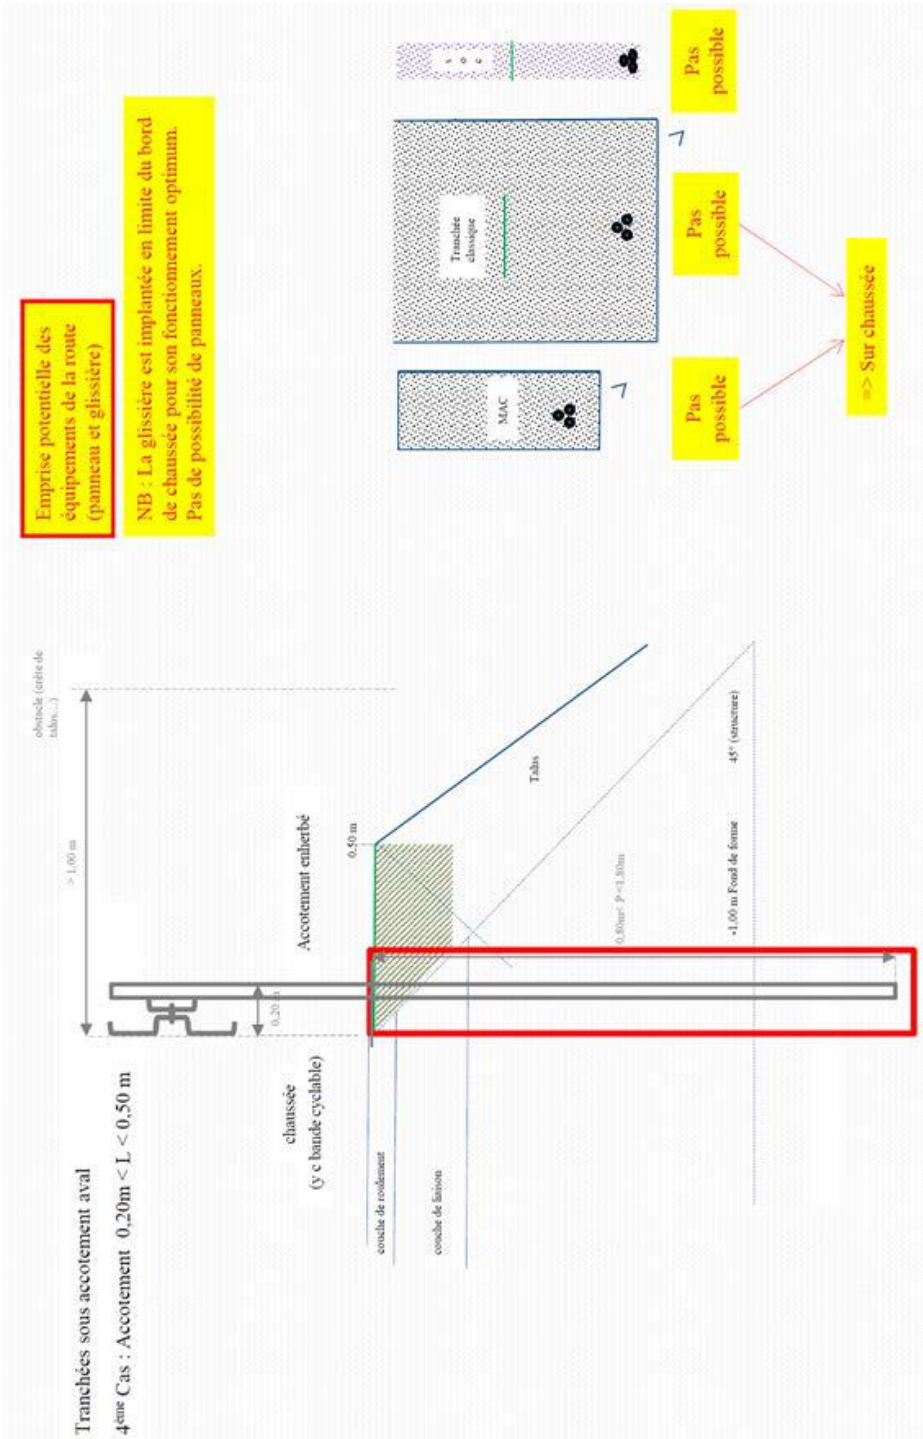 Tranchées sous accotement aval
4ème Cas : Accotement 0,20m < L < 0,50 m
Emprise potentielle des
équipements de la route
(panneau et glissière)
NB : La glissière est implantée en limite du bord
de chaussée pour son fonctionnement optimum.
Pas de possibilité de panneaux.
obstacle (crête de
talus…)
> 1,00 m
0,20 m
chaussée
(y c bande cyclable)
Accotement enherbé
0,50 m
couche de roulement
couche de liaison
Talus
0,80m< P <1,80m
-1,00 m Fond de forme
45° (structure)
MAC
Tranchée
classique
s
o
c
Pas
possible
Pas
possible
Pas
possible
=> Sur chaussée